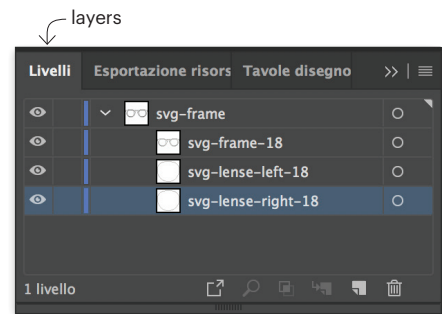 layers
Livelli Esportazione risors Tavole disegno
svg-frame
svg-frame-18
svg-lense-left-18
svg-lense-right-18
1 livello